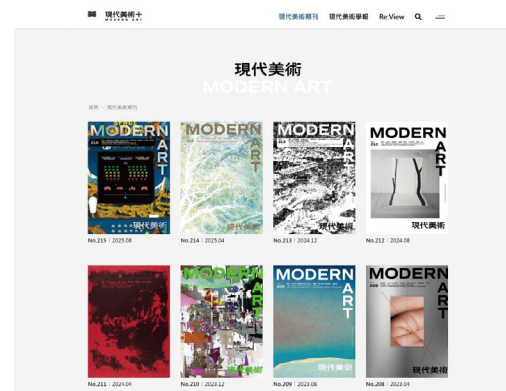 現代美術+
MODERN ART
現代美術期刊
現代美術學報
Re:View
現代美術
MODERN ART
首頁 - 現代美術期刊
MODERN ART
現代美術
No.215 | 2025.08
MODERN ART
現代美術
No.214 | 2025.04
MODERN ART
現代美術
No.213 | 2024.12
MODERN ART
現代美術
No.212 | 2024.08
No.211 | 2024.04
MODERN ART
現代美術
No.210 | 2023.12
MODERN ART
現代美術
No.209 | 2023.08
MODERN ART
現代美術
No.208 | 2023.04